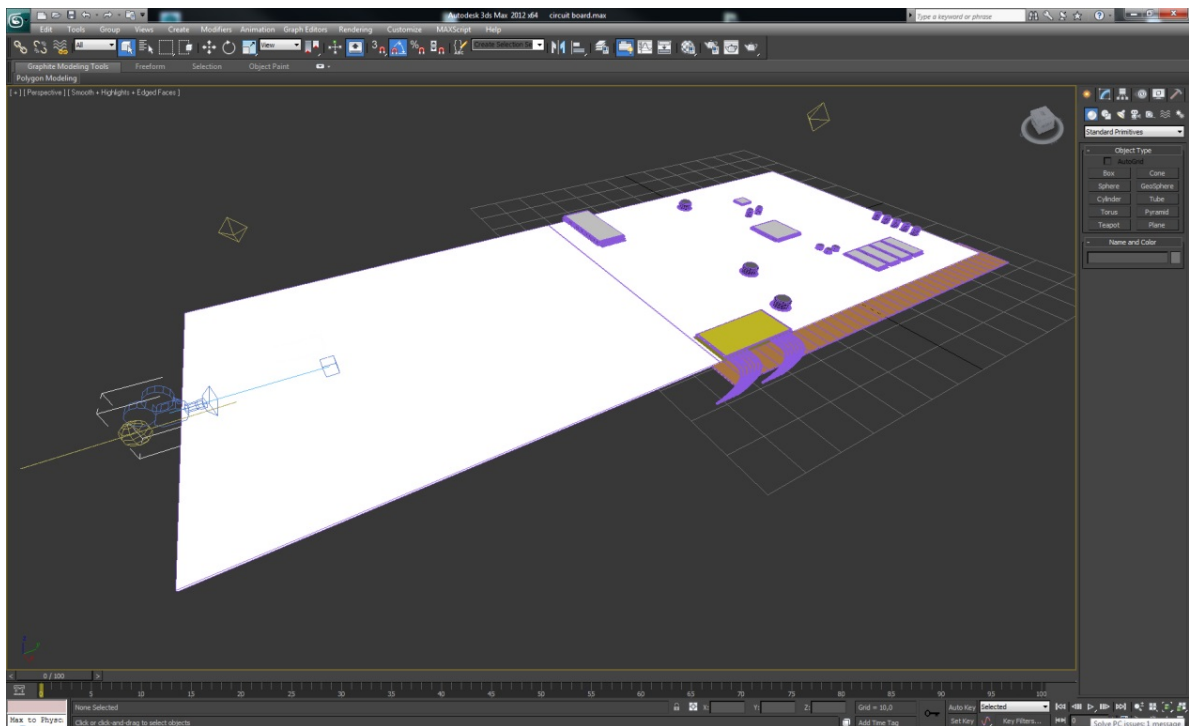 Autodesk 3ds Max 2012 x64 circuit board.max
Type a keyword or phrase
Edit Tools Group Views Create Modifiers Animation Graph Editors Rendering Customize MAXScript Help
All View 3 Create Selection Se
Graphite Modeling Tools Freeform Selection Object Paint
Polygon Modeling
[ + ] [ Perspective ] [ Smooth + Highlights + Edged Faces ]
Standard Primitives
Object Type
AutoGrid
Box Cone
Sphere GeoSphere
Cylinder Tube
Torus Pyramid
Teapot Plane
Name and Color
0 / 100
0 5 10 15 20 25 30 35 40 45 50 55 60 65 70 75 80 85 90 95 100
None Selected X: Y: Z: Grid = 10,0 Auto Key Selected
Max to Physc Click or click-and-drag to select objects Add Time Tag Set Key Key Filters...
Solve PC issues: 1 message